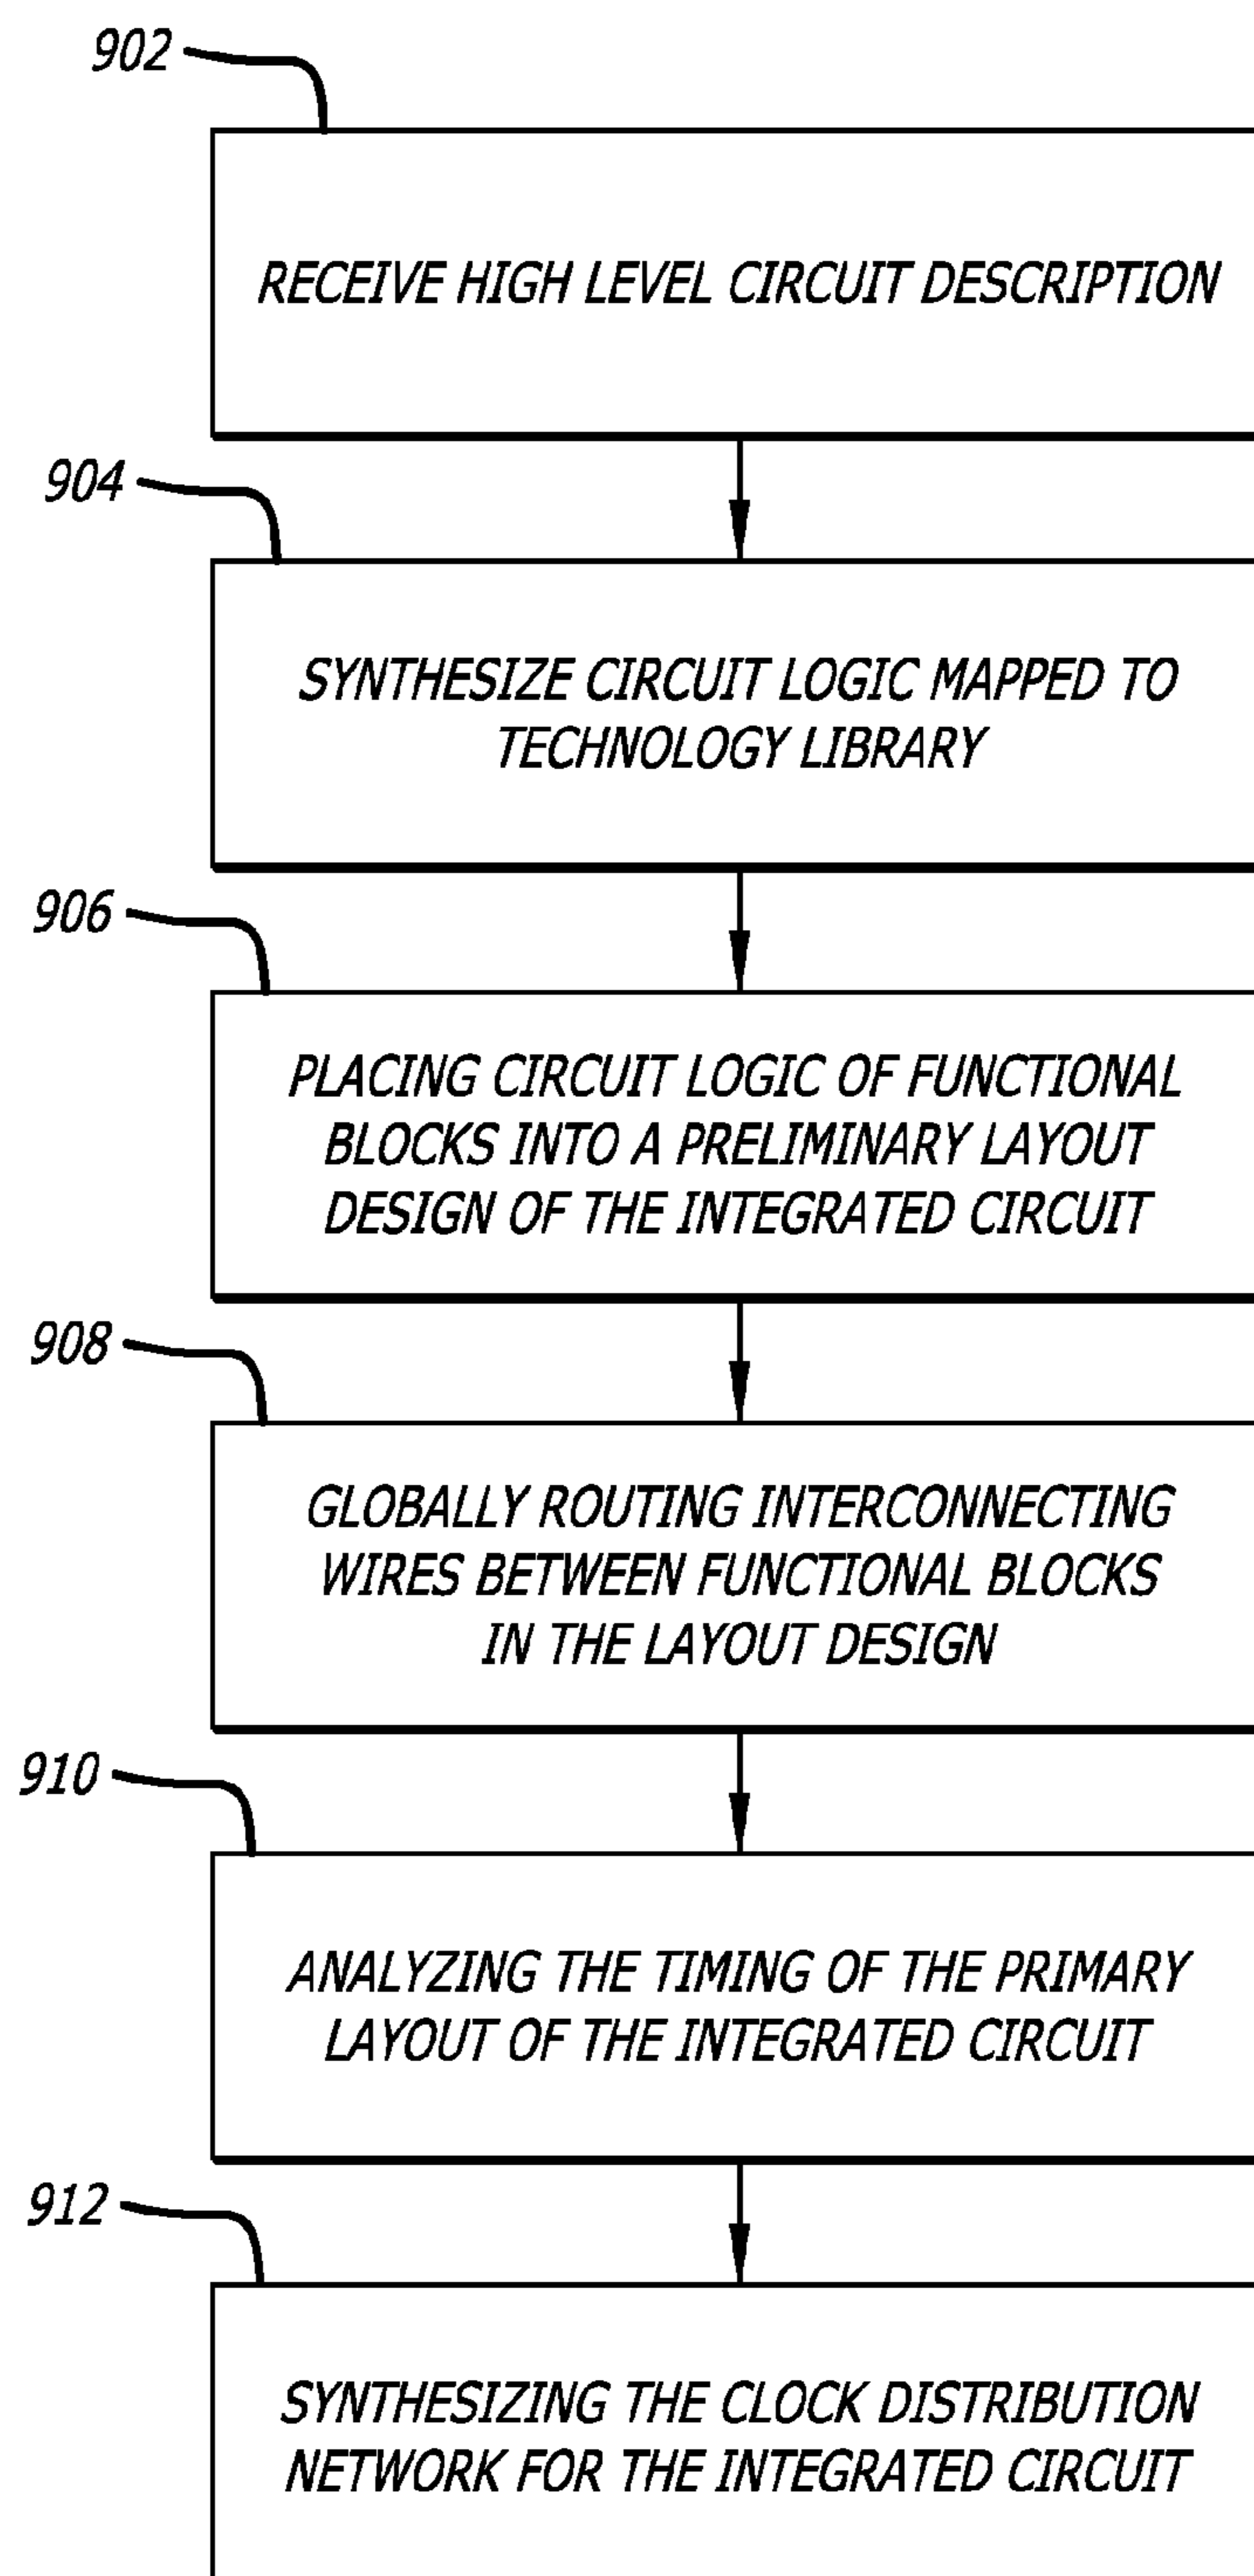 902
RECEIVE HIGH LEVEL CIRCUIT DESCRIPTION
904
SYNTHESIZE CIRCUIT LOGIC MAPPED TO
TECHNOLOGY LIBRARY
906
PLACING CIRCUIT LOGIC OF FUNCTIONAL
BLOCKS INTO A PRELIMINARY LAYOUT
DESIGN OF THE INTEGRATED CIRCUIT
908
GLOBALLY ROUTING INTERCONNECTING
WIRES BETWEEN FUNCTIONAL BLOCKS
IN THE LAYOUT DESIGN
910
ANALYZING THE TIMING OF THE PRIMARY
LAYOUT OF THE INTEGRATED CIRCUIT
912
SYNTHESIZING THE CLOCK DISTRIBUTION
NETWORK FOR THE INTEGRATED CIRCUIT